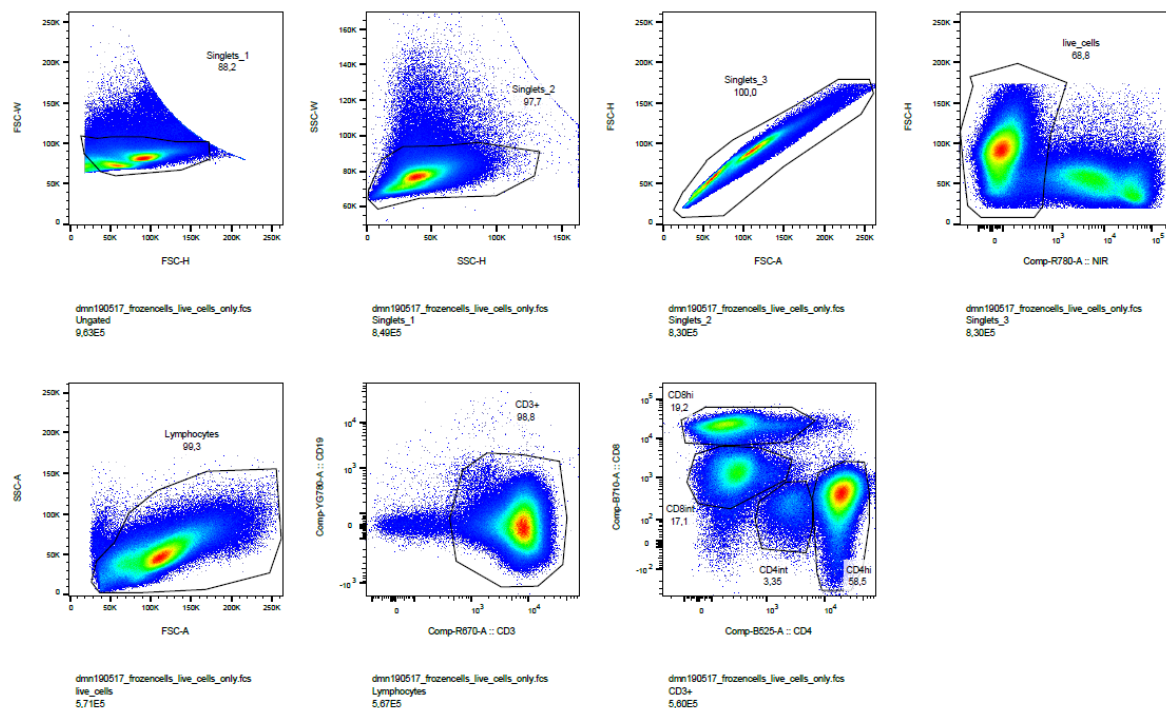 250K
200K
150K
100K
50K
0
FSC-W
Singlets_1
88,2
0 50K 100K 150K 200K 250K
FSC-H
dmn190517_frozencells_live_cells_only.fcs
Ungated
9,63E5
160K
140K
120K
100K
80K
60K
SSC-W
Singlets_2
97,7
0 50K 100K 150K
SSC-H
dmn190517_frozencells_live_cells_only.fcs
Singlets_1
8,49E5
250K
200K
150K
100K
50K
0
FSC-H
Singlets_3
100,0
0 50K 100K 150K 200K 250K
FSC-A
dmn190517_frozencells_live_cells_only.fcs
Singlets_2
8,30E5
250K
200K
150K
100K
50K
0
FSC-H
live_cells
68,8
0 10³ 10⁴ 10⁵
Comp-R780-A :: NIR
dmn190517_frozencells_live_cells_only.fcs
Singlets_3
8,30E5
250K
200K
150K
100K
50K
0
SSC-A
Lymphocytes
99,3
0 50K 100K 150K 200K 250K
FSC-A
dmn190517_frozencells_live_cells_only.fcs
live_cells
5,71E5
10⁴
10³
0
-10³
Comp-YG780-A :: CD19
CD3+
98,8
0 10³ 10⁴
Comp-R670-A :: CD3
dmn190517_frozencells_live_cells_only.fcs
Lymphocytes
5,67E5
10⁵
10⁴
10³
10²
0
-10²
Comp-B710-A :: CD8
CD8hi
19,2
CD8int
17,1
CD4int
3,35
CD4hi
58,5
0 10³ 10⁴
Comp-B525-A :: CD4
dmn190517_frozencells_live_cells_only.fcs
CD3+
5,60E5